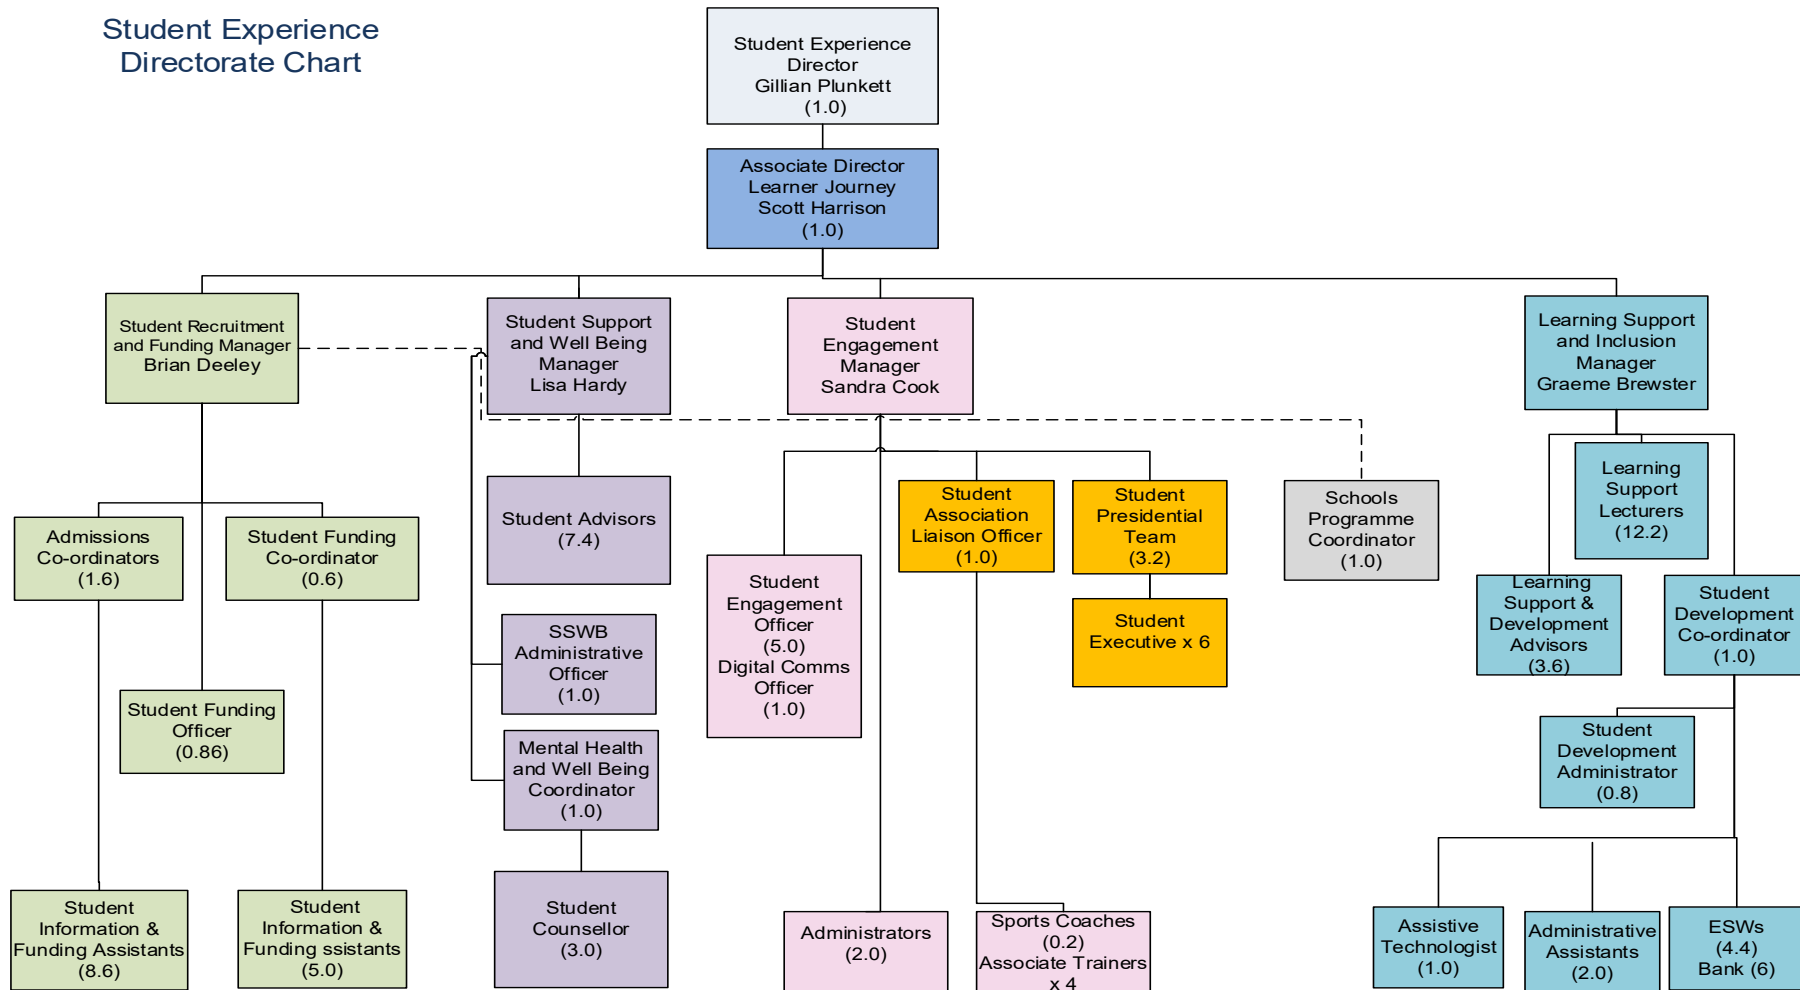 Student Experience
Directorate Chart
Student Experience
Director
Gillian Plunkett
(1.0)
Associate Director
Learner Journey
Scott Harrison
(1.0)
Student Recruitment
and Funding Manager
Brian Deeley
Student Support
and Well Being
Manager
Lisa Hardy
Student
Engagement
Manager
Sandra Cook
Learning Support
and Inclusion
Manager
Graeme Brewster
Admissions
Co-ordinators
(1.6)
Student Funding
Co-ordinator
(0.6)
Student Funding
Officer
(0.86)
Student
Information &
Funding Assistants
(8.6)
Student
Information &
Funding ssistants
(5.0)
Student Advisors
(7.4)
SSWB
Administrative
Officer
(1.0)
Mental Health
and Well Being
Coordinator
(1.0)
Student
Counsellor
(3.0)
Student
Engagement
Officer
(5.0)
Digital Comms
Officer
(1.0)
Student
Association
Liaison Officer
(1.0)
Student
Presidential
Team
(3.2)
Student
Executive x 6
Administrators
(2.0)
Sports Coaches
(0.2)
Associate Trainers
x 4
Schools
Programme
Coordinator
(1.0)
Learning
Support
Lecturers
(12.2)
Learning
Support &
Development
Advisors
(3.6)
Student
Development
Co-ordinator
(1.0)
Student
Development
Administrator
(0.8)
Assistive
Technologist
(1.0)
Administrative
Assistants
(2.0)
ESWs
(4.4)
Bank (6)